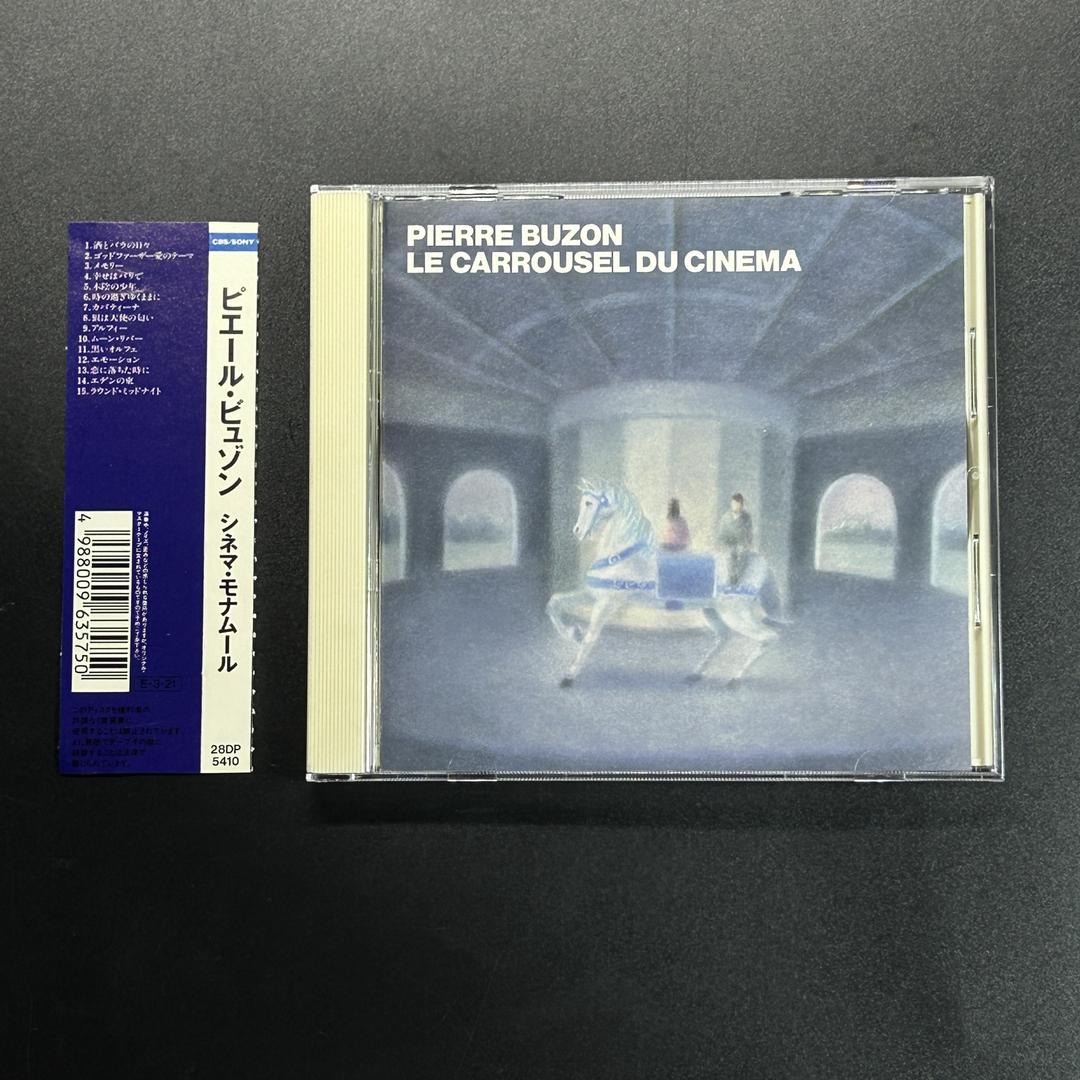 1.酒とバラの日々
2.ゴッドファーザー愛のテーマ
3.メモリー
4.幸せはパリで
5.木陰の少年
6.時の過ぎゆくままに
7.カバティーナ
8.涙は天使の匂い
9.アルフィー
10.ムーン・リバー
11.黒いオルフェ
12.エモーション
13.恋に落ちた時に
14.エデンの東
15.ラウンド・ミッドナイト
4 988009 635750
E-3-21
CBS/SONY
ピエール・ビュゾン シネマ・モナムール
28DP
5410
PIERRE BUZON
LE CARROUSEL DU CINEMA